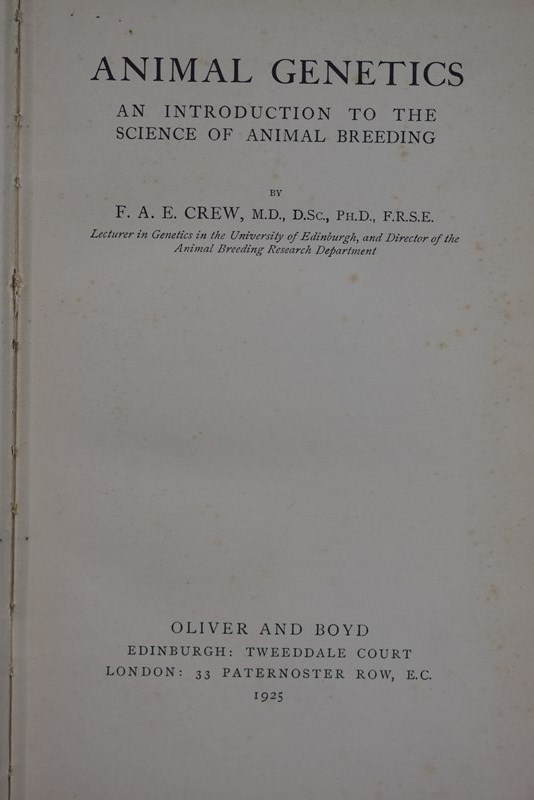 ANIMAL GENETICS
AN INTRODUCTION TO THE
SCIENCE OF ANIMAL BREEDING
BY
F. A. E. CREW, M.D., D.Sc., Ph.D., F.R.S.E.
Lecturer in Genetics in the University of Edinburgh, and Director of the
Animal Breeding Research Department
OLIVER AND BOYD
EDINBURGH: TWEEDDALE COURT
LONDON: 33 PATERNOSTER ROW, E.C.
1925